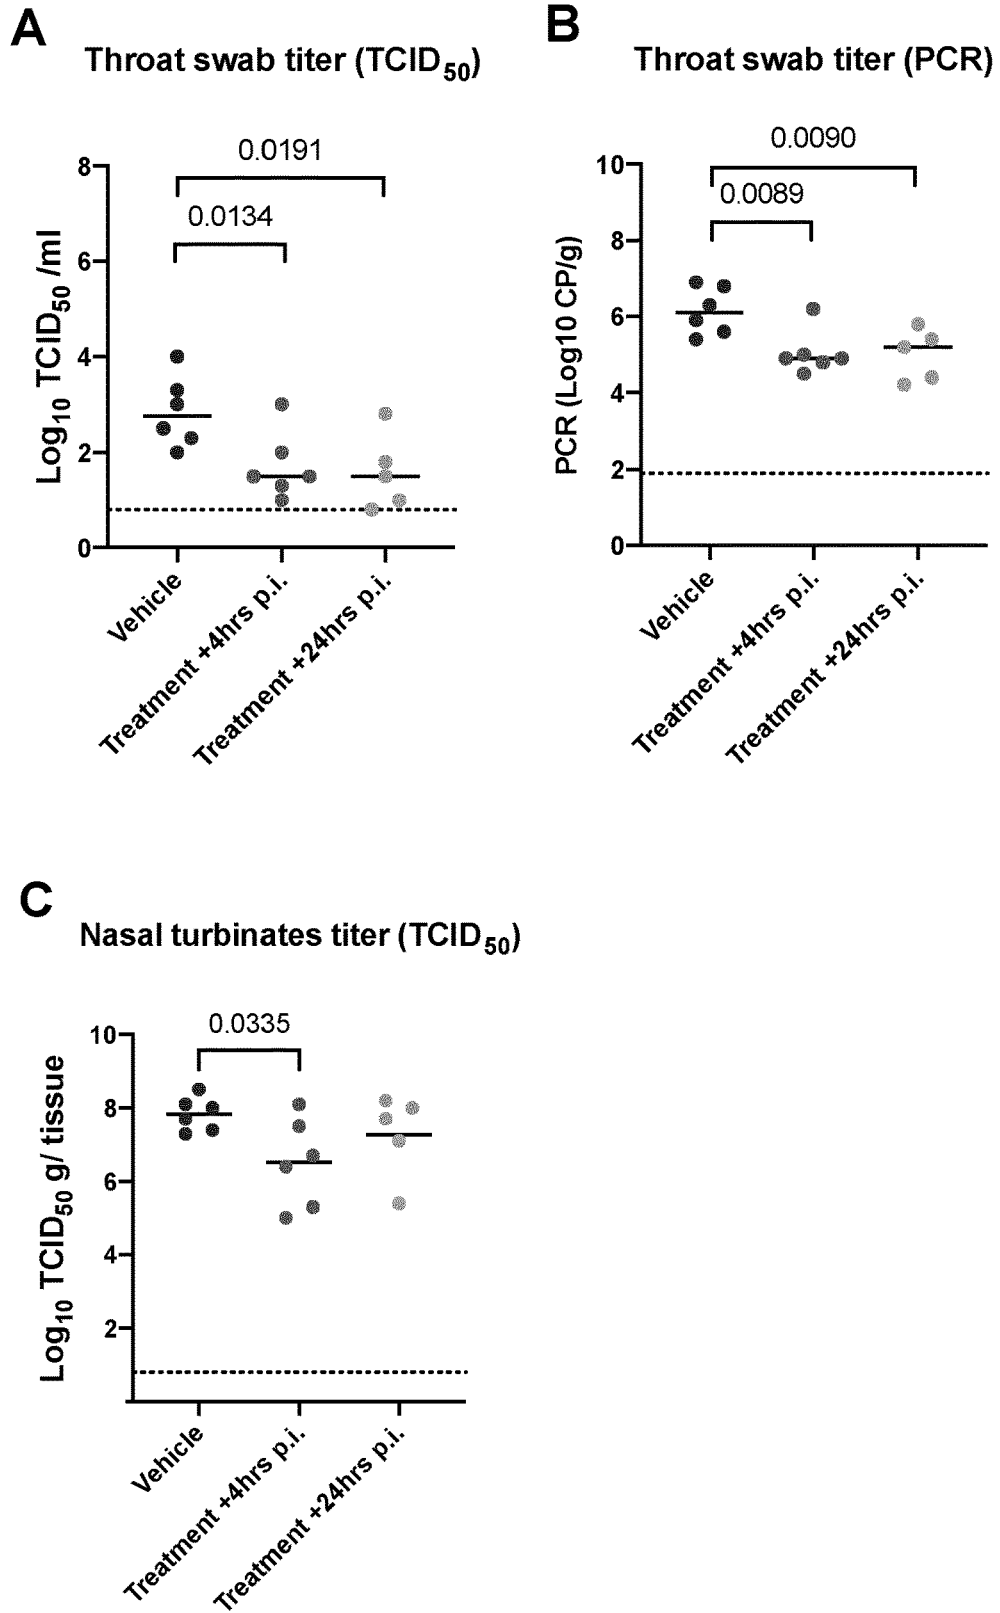 A
Throat swab titer (TCID50)
0.0191
0.0134
8
6
4
2
0
Log10 TCID50 /ml
Vehicle
Treatment +4hrs p.i.
Treatment +24hrs p.i.
B
Throat swab titer (PCR)
0.0090
0.0089
10
8
6
4
2
0
PCR (Log10 CP/g)
Vehicle
Treatment +4hrs p.i.
Treatment +24hrs p.i.
C
Nasal turbinates titer (TCID50)
0.0335
10
8
6
4
2
Log10 TCID50 g/ tissue
Vehicle
Treatment +4hrs p.i.
Treatment +24hrs p.i.